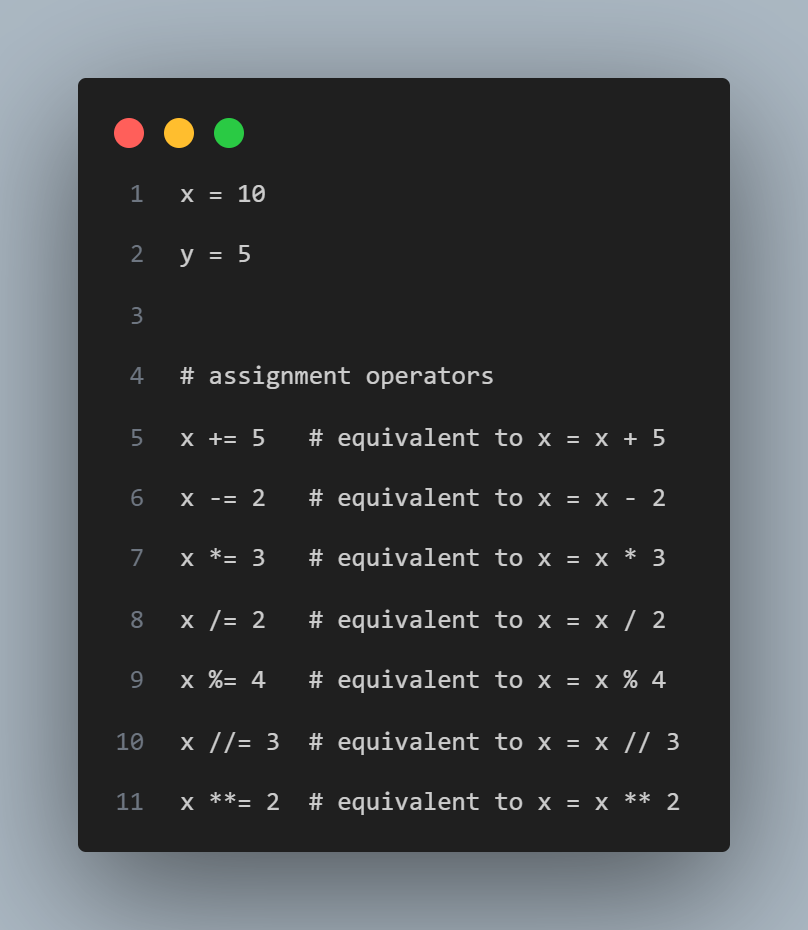 1 x = 10
2 y = 5
3
4 # assignment operators
5 x += 5   # equivalent to x = x + 5
6 x -= 2   # equivalent to x = x - 2
7 x *= 3   # equivalent to x = x * 3
8 x /= 2   # equivalent to x = x / 2
9 x %= 4   # equivalent to x = x % 4
10 x //= 3  # equivalent to x = x // 3
11 x **= 2  # equivalent to x = x ** 2